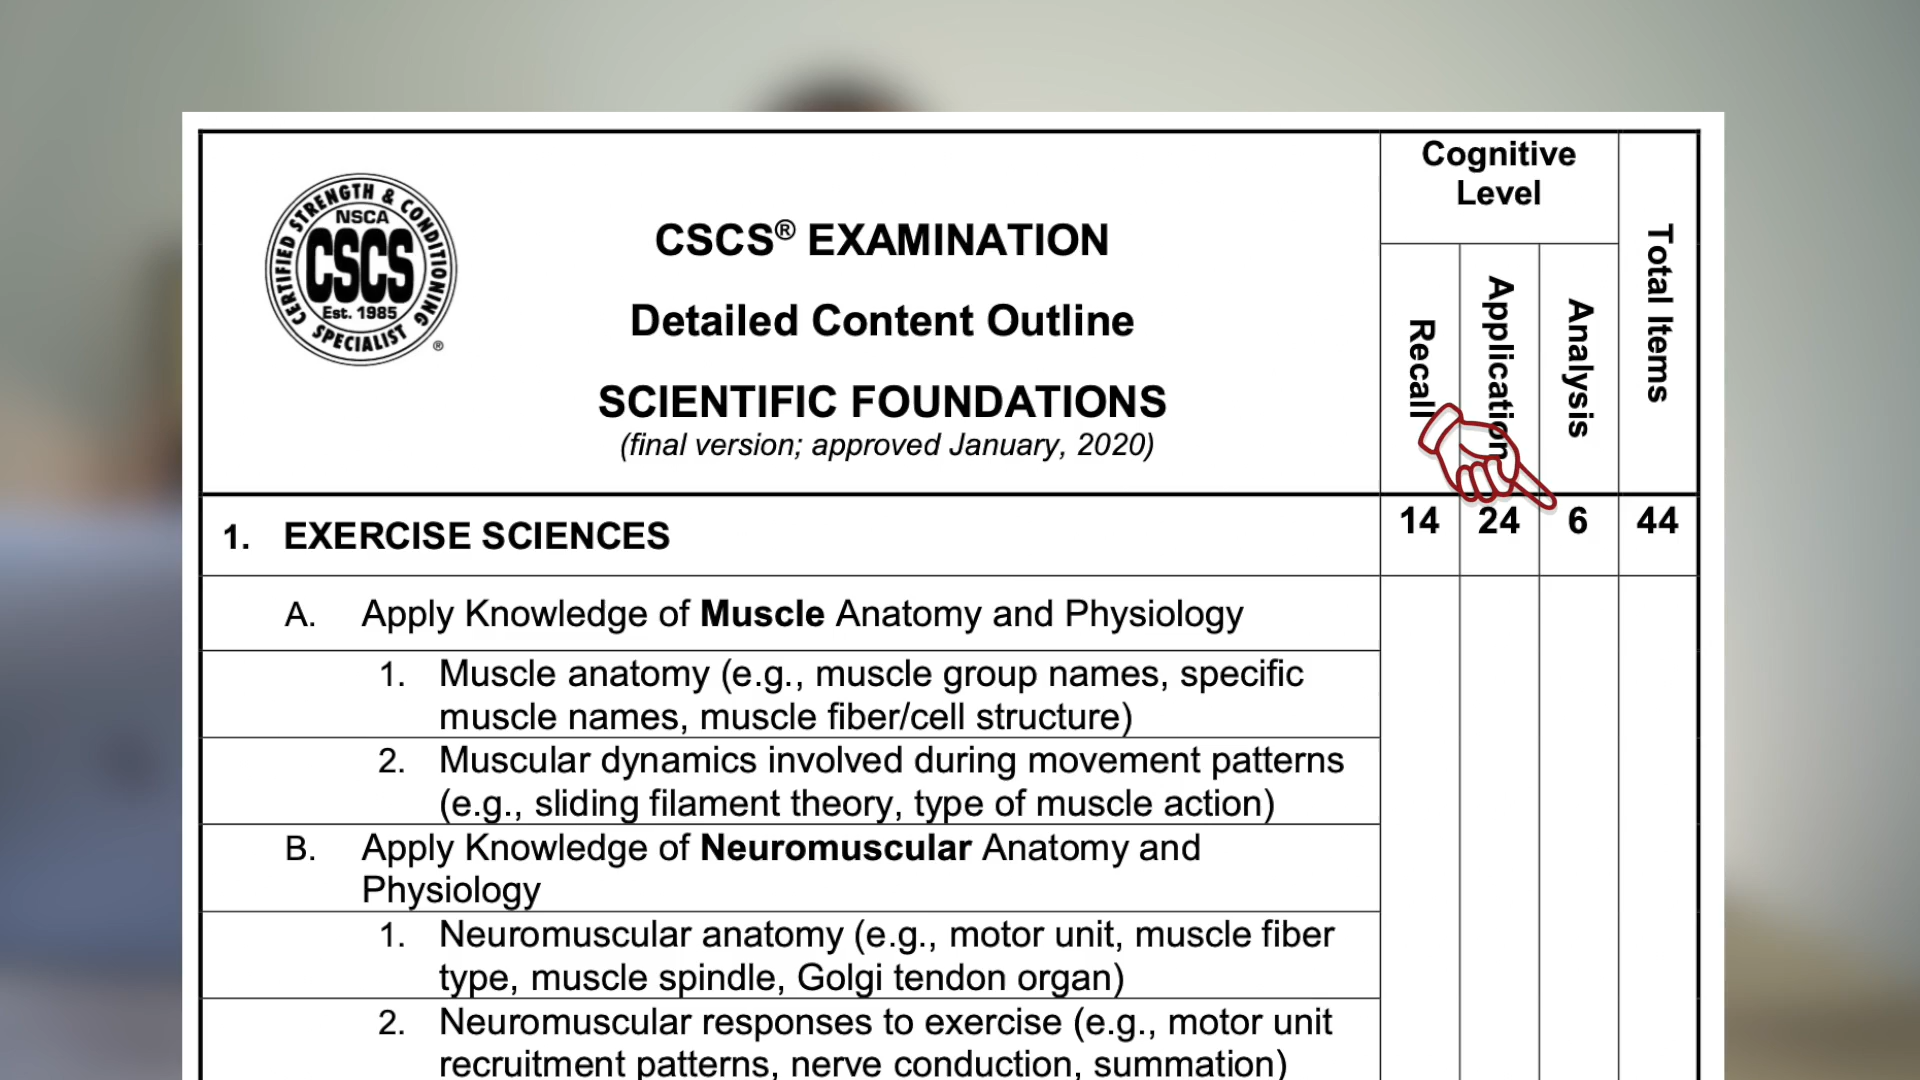 CERTIFIED STRENGTH & CONDITIONING SPECIALIST
NSCA
CSCS
Est. 1985
®
CSCS® EXAMINATION
Detailed Content Outline
SCIENTIFIC FOUNDATIONS
(final version; approved January, 2020)
Cognitive
Level
Recall
Application
Analysis
Total Items
1. EXERCISE SCIENCES 14 24 6 44
A. Apply Knowledge of Muscle Anatomy and Physiology
1. Muscle anatomy (e.g., muscle group names, specific
muscle names, muscle fiber/cell structure)
2. Muscular dynamics involved during movement patterns
(e.g., sliding filament theory, type of muscle action)
B. Apply Knowledge of Neuromuscular Anatomy and
Physiology
1. Neuromuscular anatomy (e.g., motor unit, muscle fiber
type, muscle spindle, Golgi tendon organ)
2. Neuromuscular responses to exercise (e.g., motor unit
recruitment patterns, nerve conduction, summation)